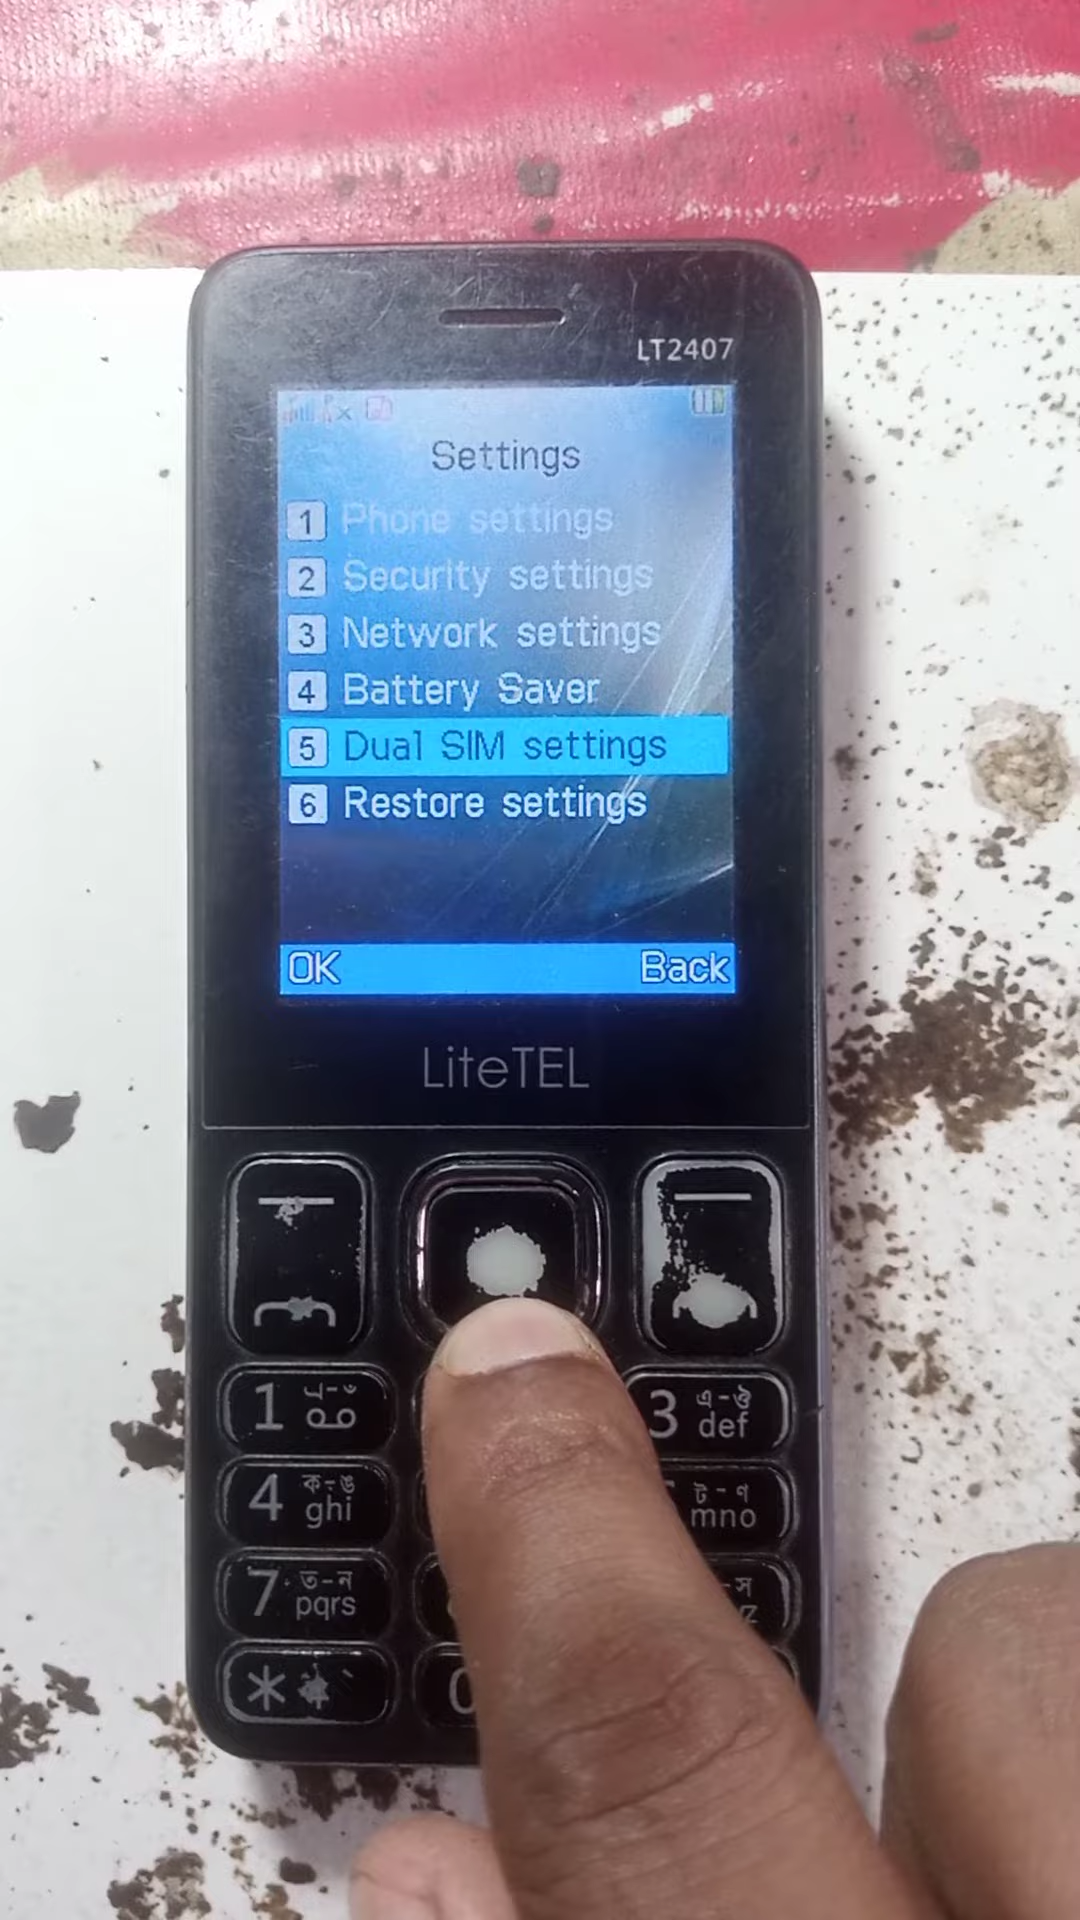 LT2407
Settings
1 Phone settings
2 Security settings
3 Network settings
4 Battery Saver
5 Dual SIM settings
6 Restore settings
OK Back
LiteTEL
1
3 এ-ঞ
def
4 ক-ঙ
ghi
ট-ণ
mno
7 ত-ন
pqrs
-স
z
*
0